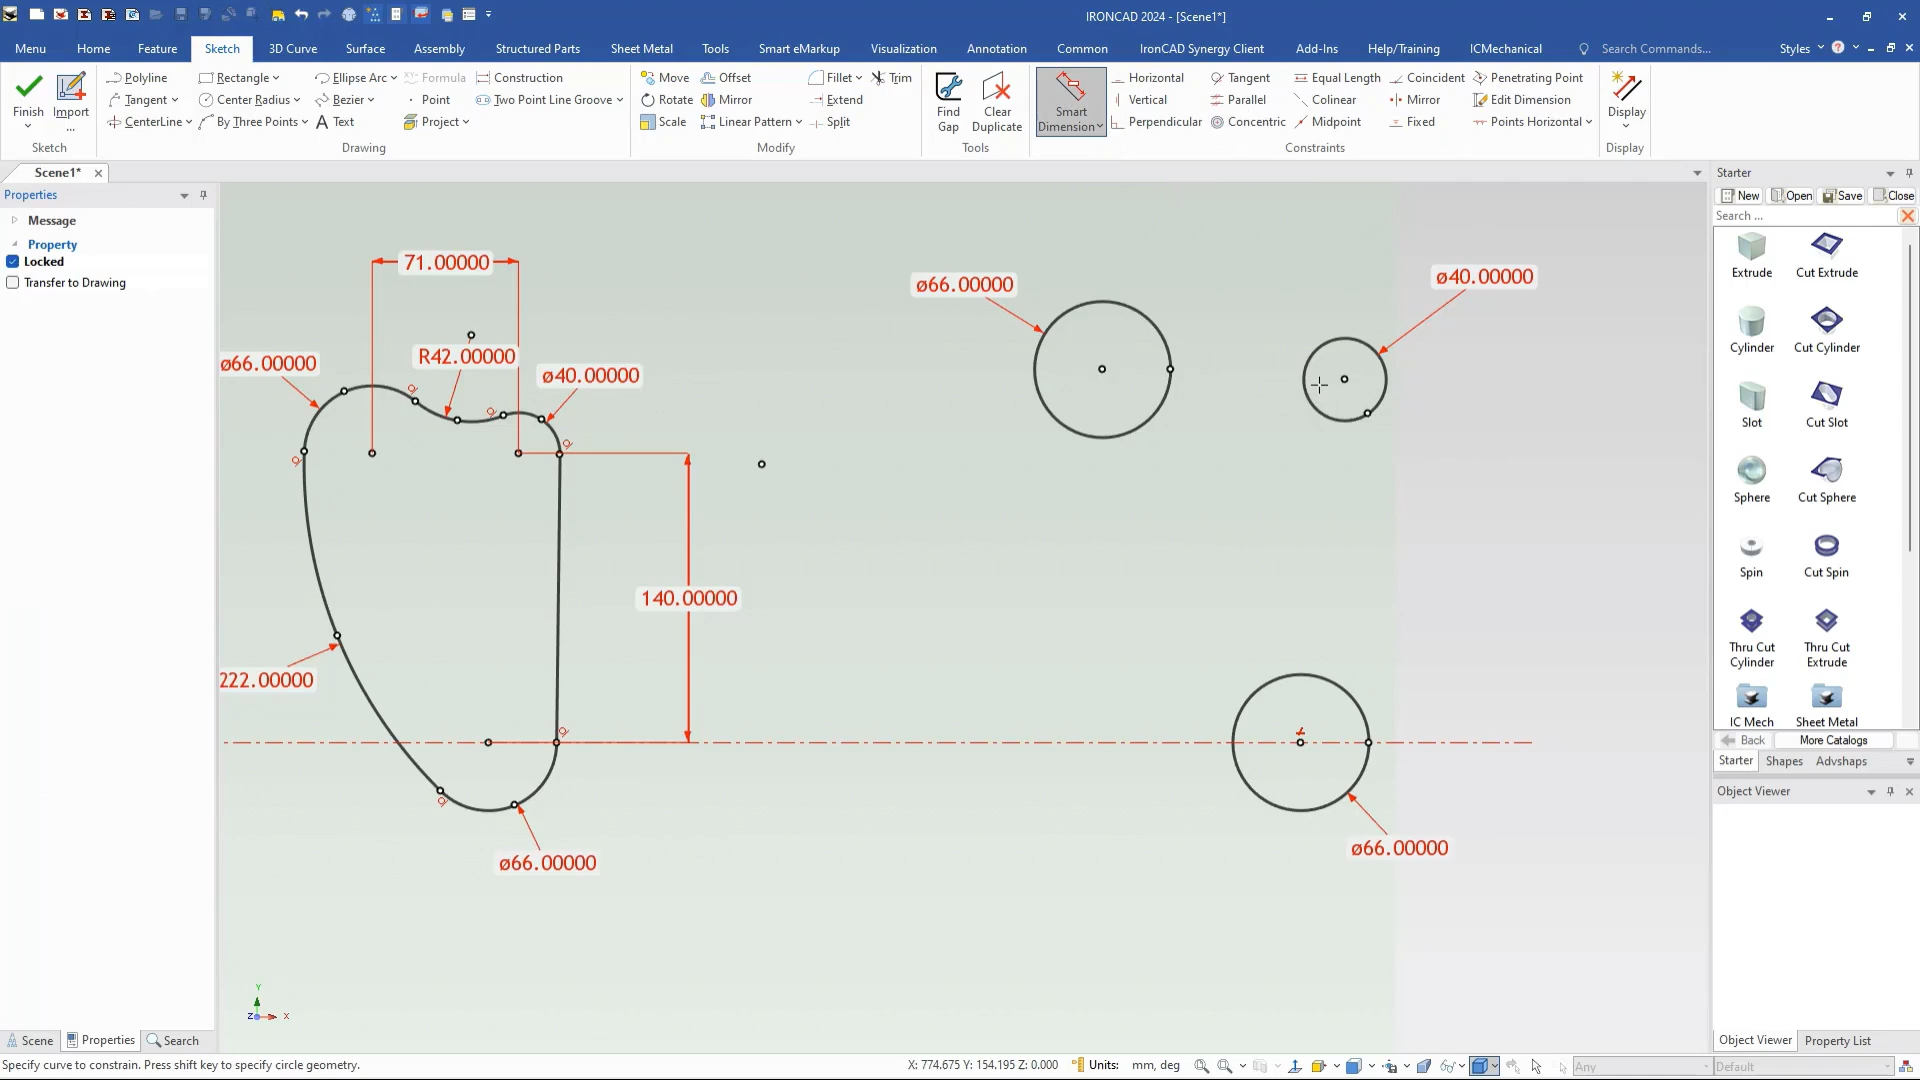 IRONCAD 2024 - [Scene1*]
Menu Home Feature Sketch 3D Curve Surface Assembly Structured Parts Sheet Metal Tools Smart eMarkup Visualization Annotation Common IronCAD Synergy Client Add-Ins Help/Training ICMechanical Search Commands... Styles
Polyline Rectangle Ellipse Arc Formula Construction Move Offset Fillet Trim Horizontal Tangent Equal Length Coincident Penetrating Point
Finish Import ... Tangent Center Radius Bezier Point Two Point Line Groove Rotate Mirror Extend Find Gap Clear Duplicate Smart Dimension Vertical Parallel Colinear Mirror Edit Dimension Display
CenterLine By Three Points Text Project Scale Linear Pattern Split Perpendicular Concentric Midpoint Fixed Points Horizontal
Sketch Drawing Modify Tools Constraints Display
Scene1*
Properties
Message
Property
Locked
Transfer to Drawing
71.00000
ø66.00000
ø40.00000
R42.00000
ø66.00000
ø40.00000
140.00000
222.00000
ø66.00000
ø66.00000
Y
Z X
Starter
New Open Save Close
Search ...
Extrude Cut Extrude
Cylinder Cut Cylinder
Slot Cut Slot
Sphere Cut Sphere
Spin Cut Spin
Thru Cut Cylinder Thru Cut Extrude
IC Mech Sheet Metal
Back More Catalogs
Starter Shapes Advshaps
Object Viewer
Scene Properties Search
Object Viewer Property List
Specify curve to constrain. Press shift key to specify circle geometry. X: 774.675 Y: 154.195 Z: 0.000 Units: mm, deg Any Default